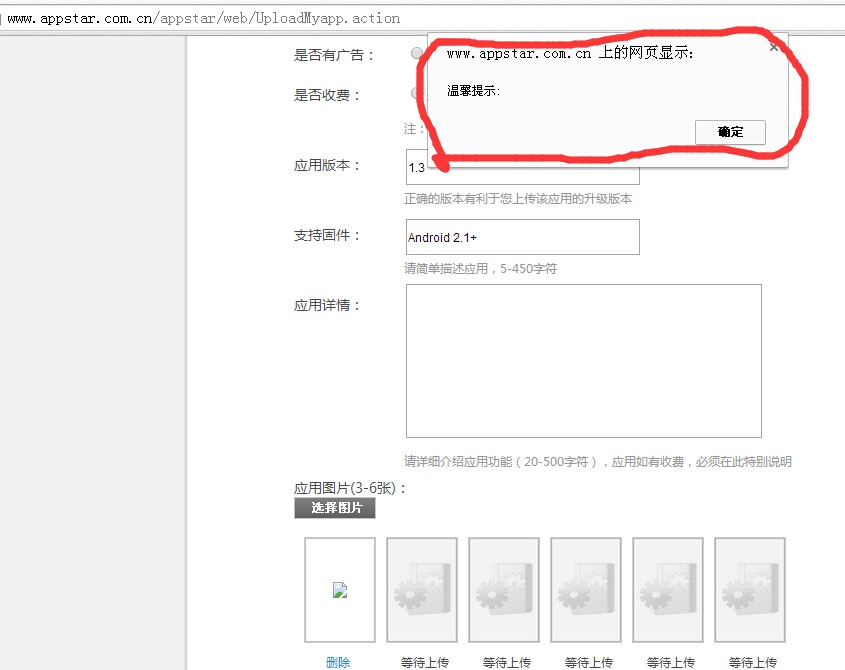 www.appstar.com.cn/appstar/web/UploadMyapp.action
www.appstar.com.cn 上的网页显示:
温馨提示:
确定
是否有广告：
是否收费：
注：
应用版本：
1.3
正确的版本有利于您上传该应用的升级版本
支持固件：
Android 2.1+
请简单描述应用，5-450字符
应用详情：
请详细介绍应用功能（20-500字符），应用如有收费，必须在此特别说明
应用图片(3-6张)：
选择图片
删除 等待上传 等待上传 等待上传 等待上传 等待上传